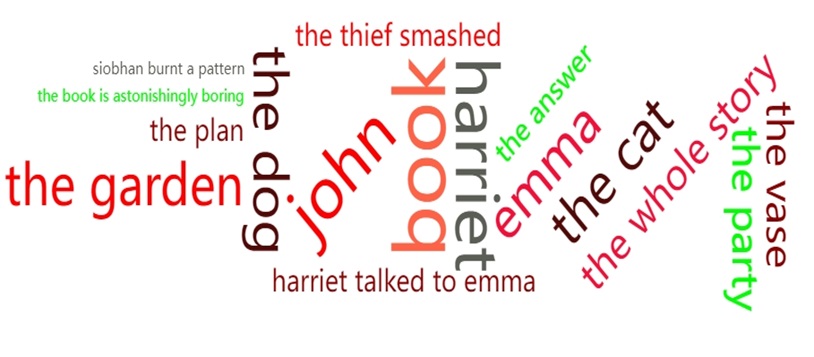 the thief smashed
siobhan burnt a pattern
the book is astonishingly boring
the plan
the garden
the dog
john
book
harriet
the answer
emma
the cat
the whole story
the party
the vase
harriet talked to emma